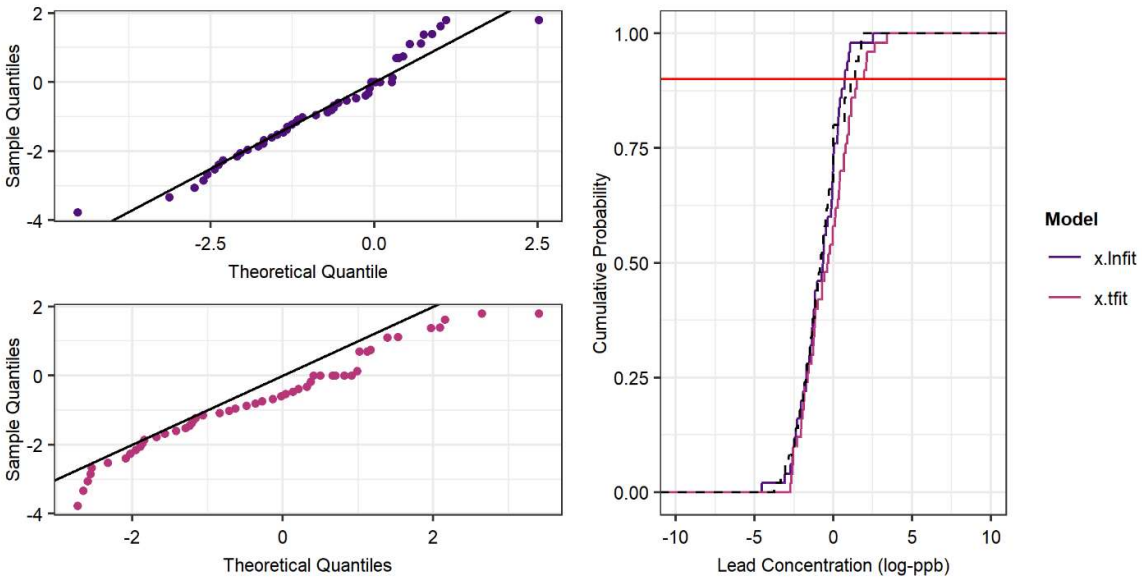 2
0
-2
-4
Sample Quantiles
-2.5
0.0
2.5
Theoretical Quantile
2
0
-2
-4
Sample Quantiles
-2
0
2
Theoretical Quantiles
1.00
0.75
0.50
0.25
0.00
Cumulative Probability
-10
-5
0
5
10
Lead Concentration (log-ppb)
Model
x.lnfit
x.tfit